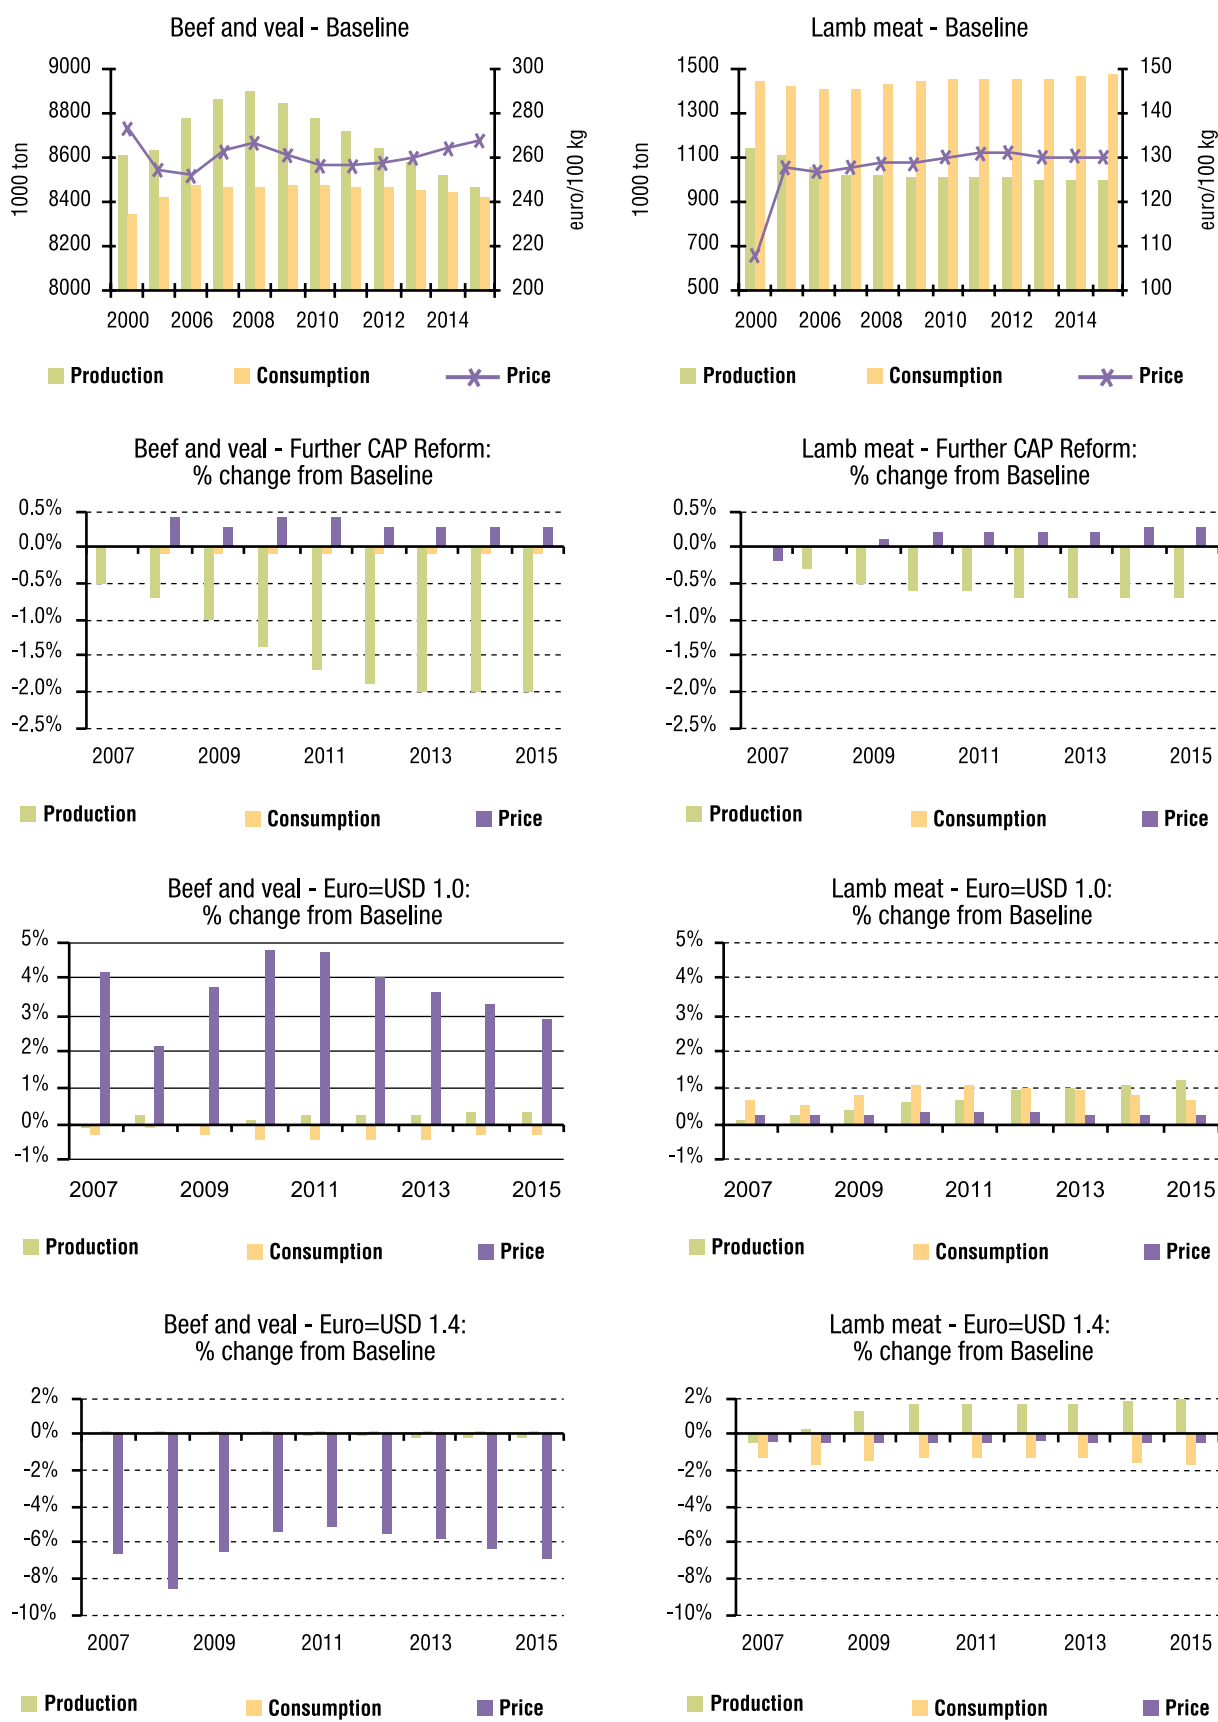 Beef and veal - Baseline
1000 ton
9000
8800
8600
8400
8200
8000
300
280
260
240
220
200
euro/100 kg
2000 2006 2008 2010 2012 2014
Production Consumption Price
Lamb meat - Baseline
1000 ton
1500
1300
1100
900
700
500
150
140
130
120
110
100
euro/100 kg
2000 2006 2008 2010 2012 2014
Production Consumption Price
Beef and veal - Further CAP Reform:
% change from Baseline
0.5%
0.0%
-0.5%
-1.0%
-1.5%
-2.0%
-2.5%
2007 2009 2011 2013 2015
Production Consumption Price
Lamb meat - Further CAP Reform:
% change from Baseline
0.5%
0.0%
-0.5%
-1.0%
-1.5%
-2.0%
-2.5%
2007 2009 2011 2013 2015
Production Consumption Price
Beef and veal - Euro=USD 1.0:
% change from Baseline
5%
4%
3%
2%
1%
0%
-1%
2007 2009 2011 2013 2015
Production Consumption Price
Lamb meat - Euro=USD 1.0:
% change from Baseline
5%
4%
3%
2%
1%
0%
-1%
2007 2009 2011 2013 2015
Production Consumption Price
Beef and veal - Euro=USD 1.4:
% change from Baseline
2%
0%
-2%
-4%
-6%
-8%
-10%
2007 2009 2011 2013 2015
Production Consumption Price
Lamb meat - Euro=USD 1.4:
% change from Baseline
2%
0%
-2%
-4%
-6%
-8%
-10%
2007 2009 2011 2013 2015
Production Consumption Price